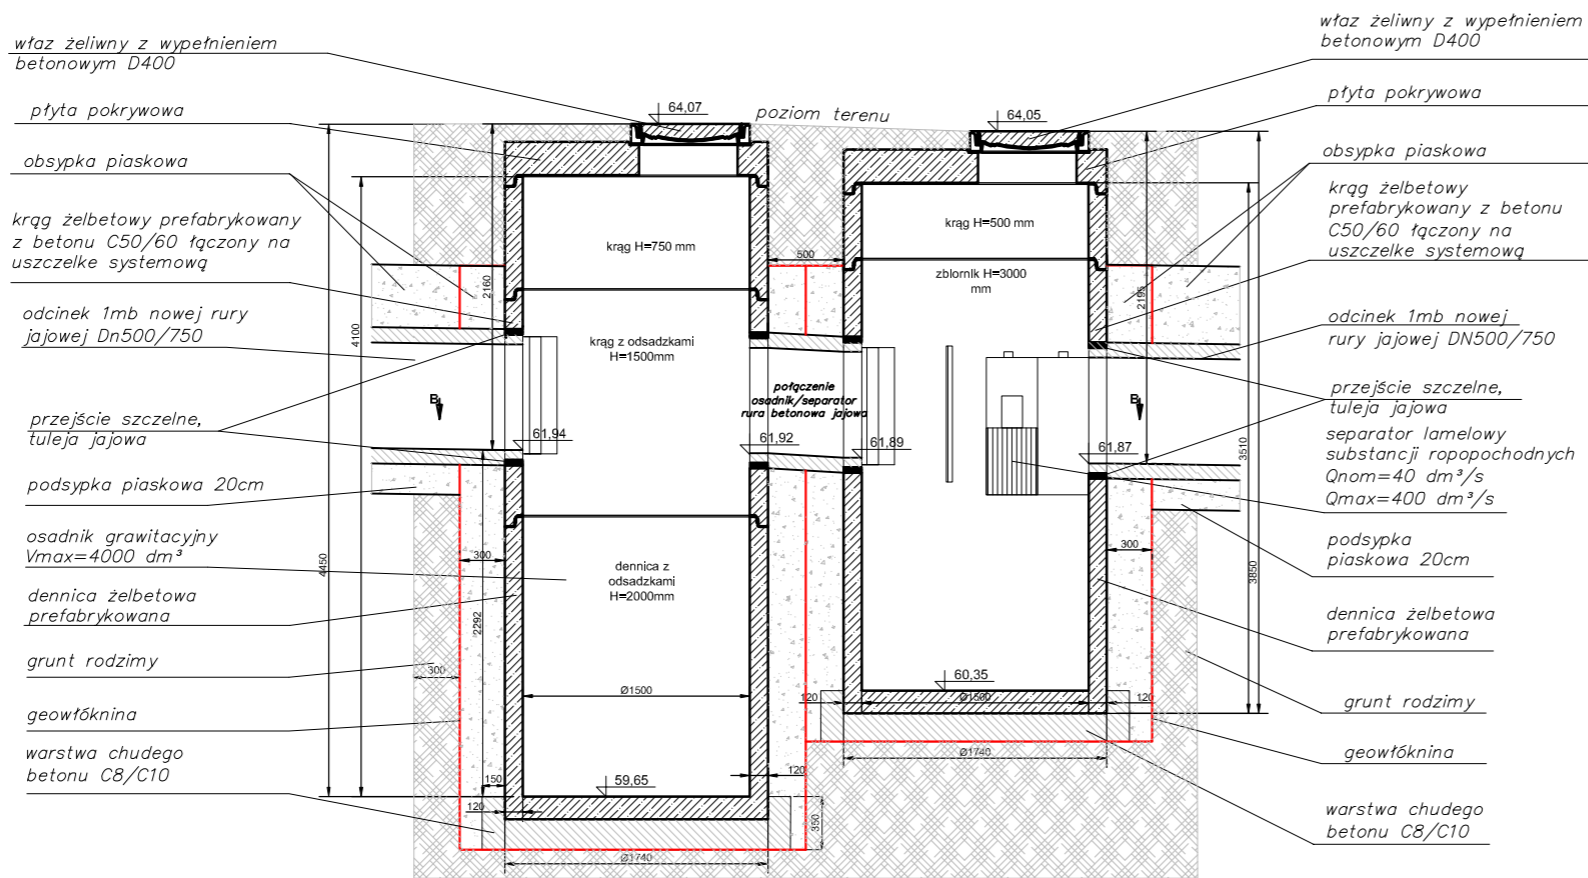 właz żeliwny z wypełnieniem
betonowym D400
płyta pokrywowa
obsypka piaskowa
krąg żelbetowy prefabrykowany
z betonu C50/60 łączony na
uszczelke systemową
odcinek 1mb nowej rury
jajowej Dn500/750
przejście szczelne,
tuleja jajowa
podsypka piaskowa 20cm
osadnik grawitacyjny
Vmax=4000 dm³
dennica żelbetowa
prefabrykowana
grunt rodzimy
geowłóknina
warstwa chudego
betonu C8/C10
64,07
poziom terenu
64,05
krąg H=750 mm
500
krąg H=500 mm
zbiornik H=3000
mm
2160
2195
4100
krąg z odsadzkami
H=1500mm
połączenie
osadnik/separator
rura betonowa jajowa
B
B
61,94
61,92
61,89
61,87
3510
4450
3850
300
300
dennica z
odsadzkami
H=2000mm
2292
300
60,35
Ø1500
Ø1500
120
120
Ø1740
150
59,65
120
120
350
Ø1740
właz żeliwny z wypełnieniem
betonowym D400
płyta pokrywowa
obsypka piaskowa
krąg żelbetowy
prefabrykowany z betonu
C50/60 łączony na
uszczelke systemową
odcinek 1mb nowej
rury jajowej DN500/750
przejście szczelne,
tuleja jajowa
separator lamelowy
substancji ropopochodnych
Qnom=40 dm³/s
Qmax=400 dm³/s
podsypka
piaskowa 20cm
dennica żelbetowa
prefabrykowana
grunt rodzimy
geowłóknina
warstwa chudego
betonu C8/C10